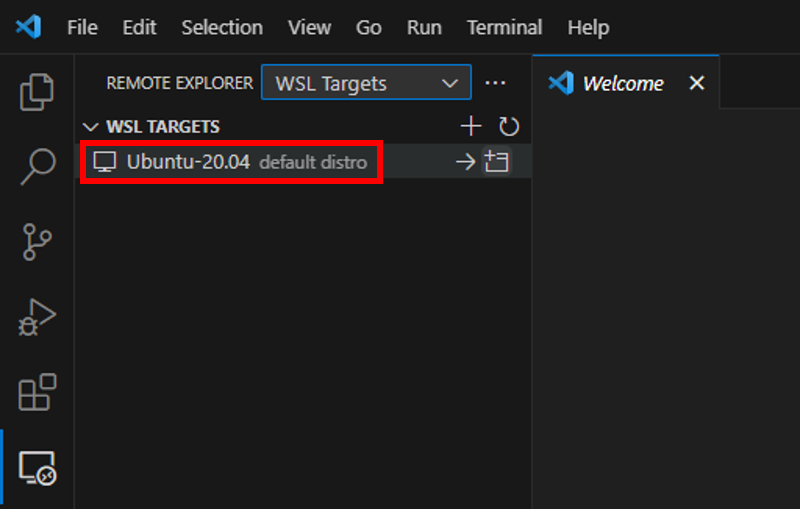 File Edit Selection View Go Run Terminal Help
REMOTE EXPLORER WSL Targets Welcome
WSL TARGETS
Ubuntu-20.04 default distro